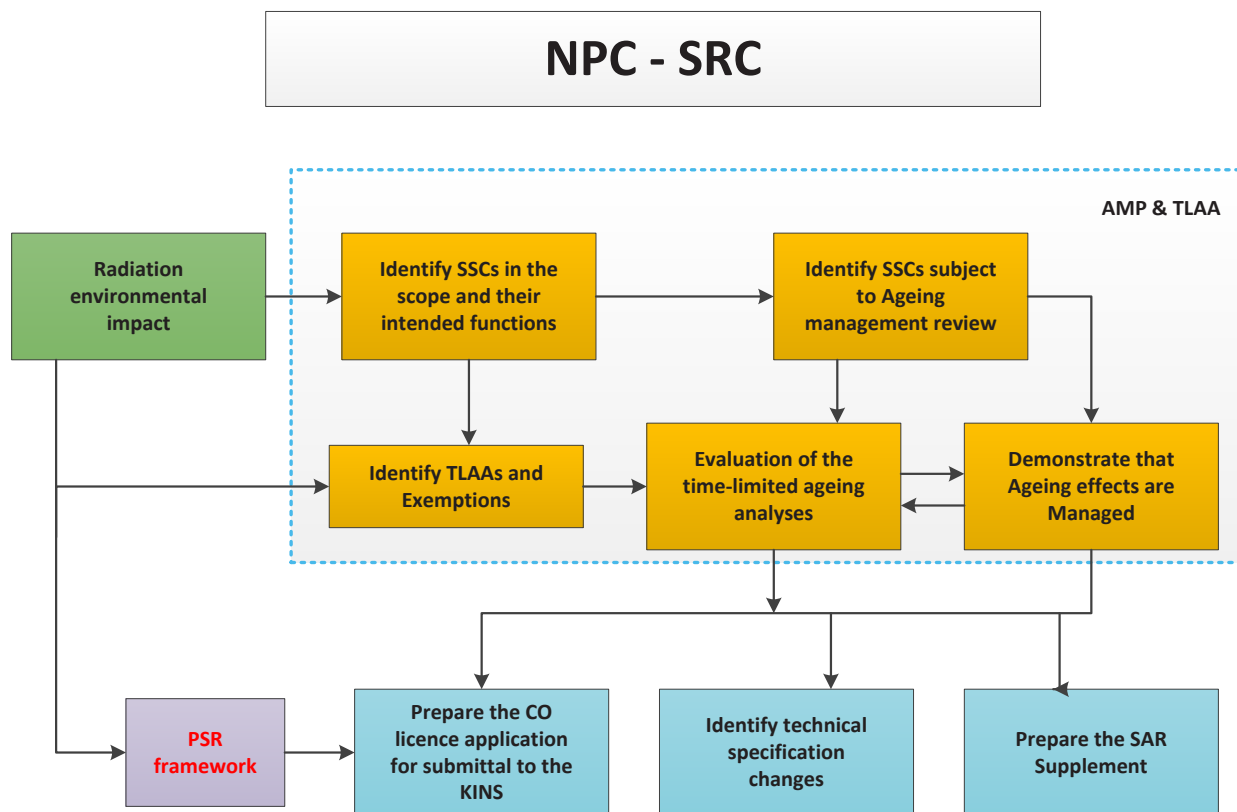 NPC - SRC
AMP & TLAA
Radiation
environmental
impact
Identify SSCs in the
scope and their
intended functions
Identify SSCs subject
to Ageing
management review
Identify TLAAs and
Exemptions
Evaluation of the
time-limited ageing
analyses
Demonstrate that
Ageing effects are
Managed
PSR
framework
Prepare the CO
licence application
for submittal to the
KINS
Identify technical
specification
changes
Prepare the SAR
Supplement